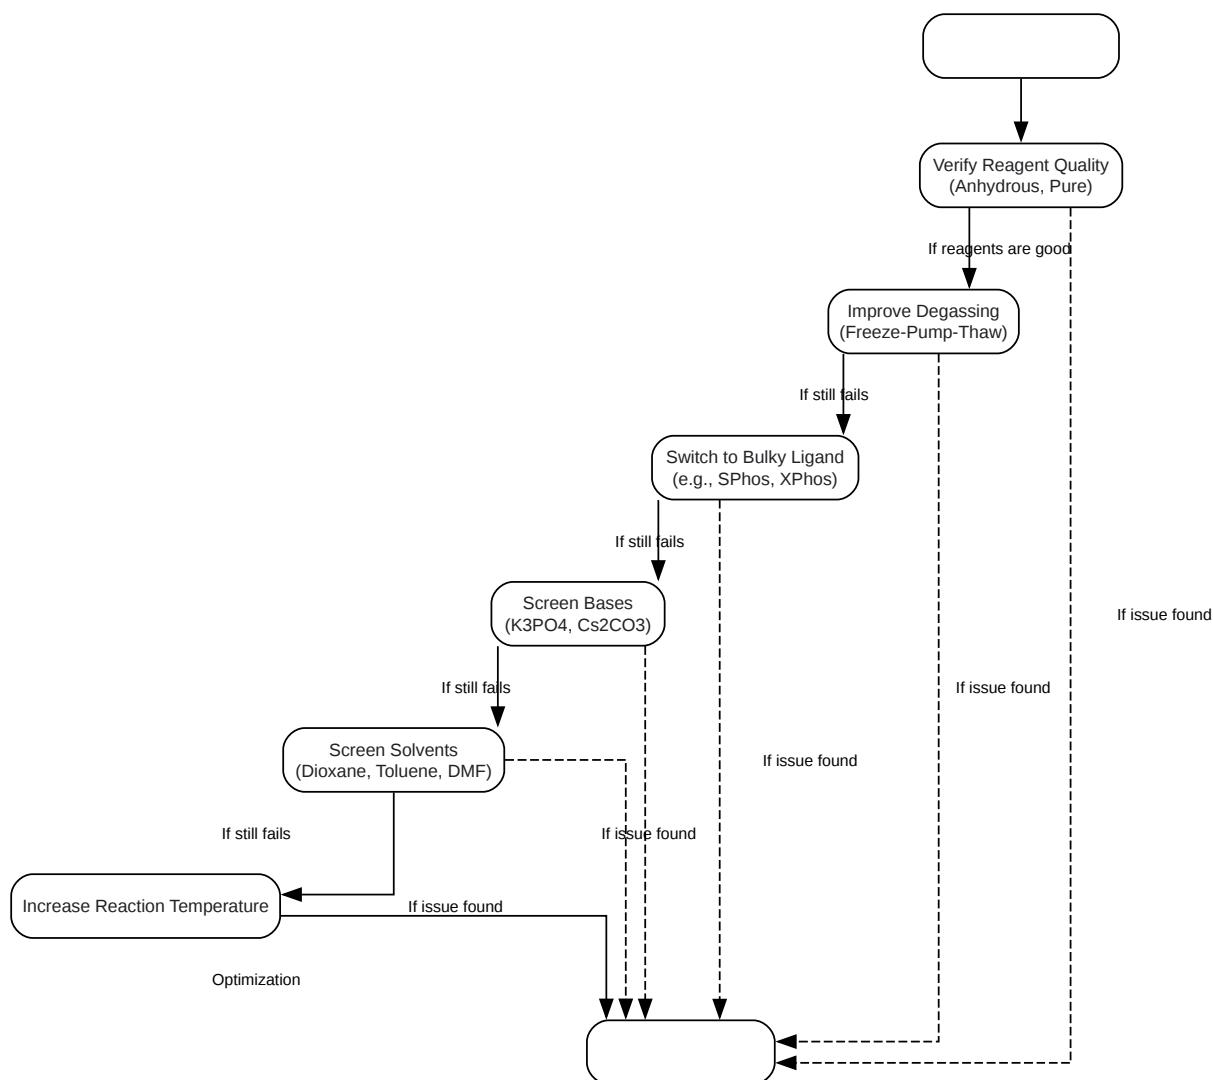 Verify Reagent Quality
(Anhydrous, Pure)
If reagents are good
Improve Degassing
(Freeze-Pump-Thaw)
If still fails
Switch to Bulky Ligand
(e.g., SPhos, XPhos)
If still fails
Screen Bases
(K3PO4, Cs2CO3)
If issue found
If still fails
If issue found
Screen Solvents
(Dioxane, Toluene, DMF)
If issue found
If still fails
If issue found
Increase Reaction Temperature
If issue found
Optimization